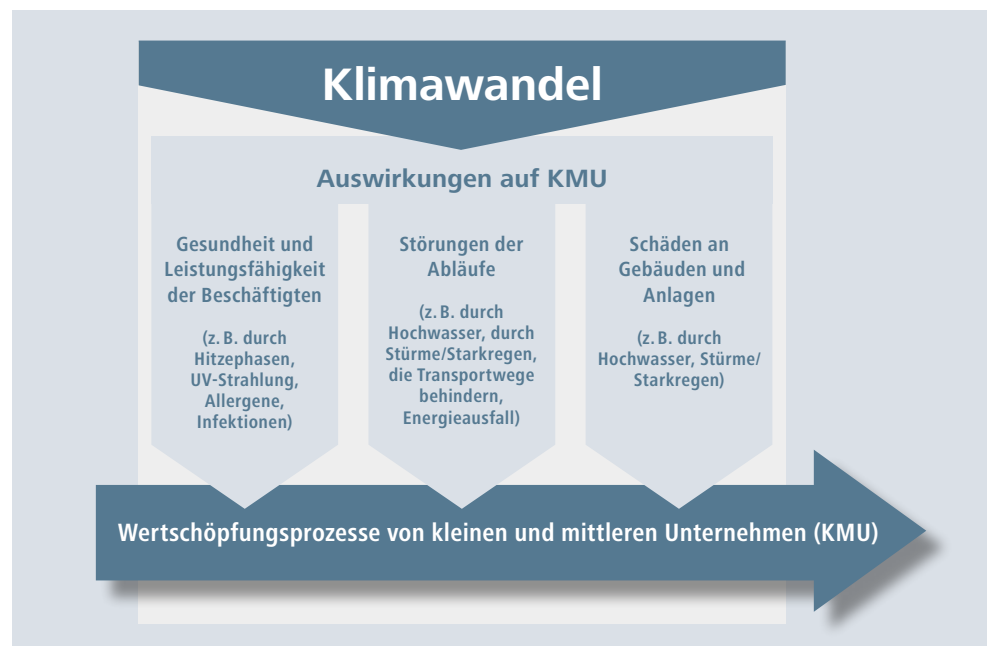 Klimawandel
Auswirkungen auf KMU
Gesundheit und
Leistungsfähigkeit
der Beschäftigten
(z. B. durch
Hitzephasen,
UV-Strahlung,
Allergene,
Infektionen)
Störungen der
Abläufe
(z. B. durch
Hochwasser, durch
Stürme/Starkregen,
die Transportwege
behindern,
Energieausfall)
Schäden an
Gebäuden und
Anlagen
(z. B. durch
Hochwasser, Stürme/
Starkregen)
Wertschöpfungsprozesse von kleinen und mittleren Unternehmen (KMU)